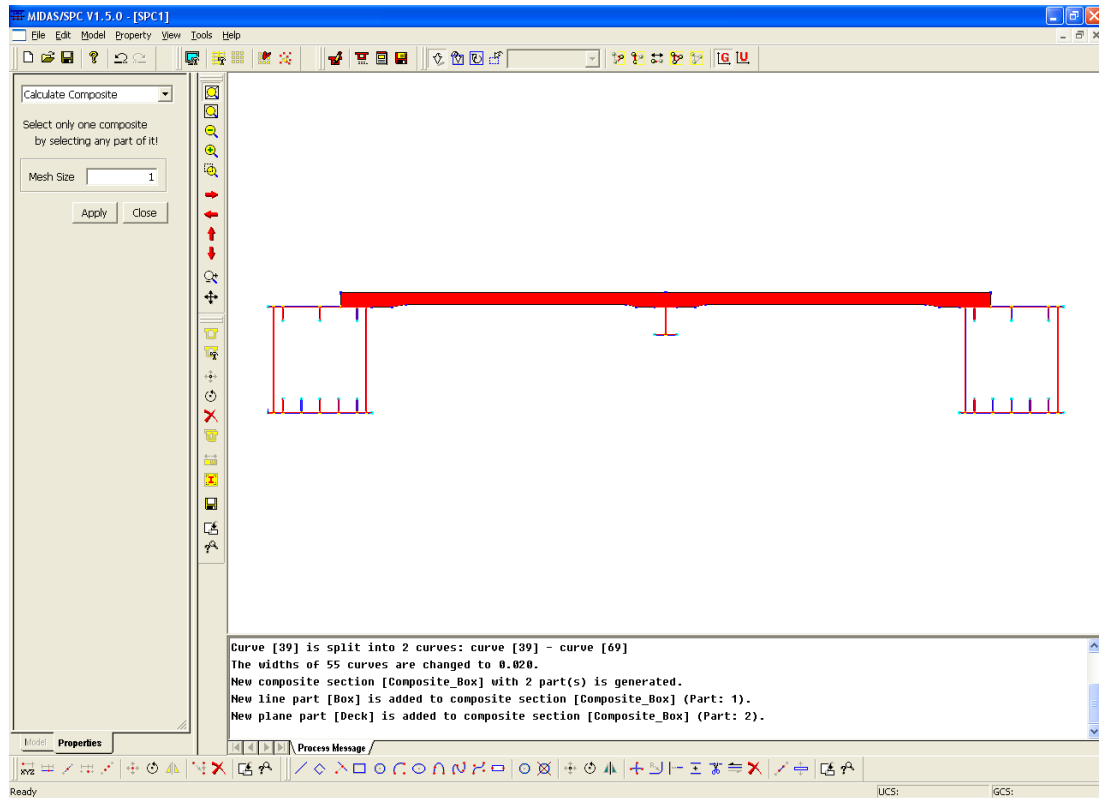 MIDAS/SPC V1.5.0 - [SPC1]
File Edit Model Property View Tools Help
G U
Calculate Composite
Select only one composite
by selecting any part of it!
Mesh Size 1
Apply Close
Curve [39] is split into 2 curves: curve [39] - curve [69]
The widths of 55 curves are changed to 0.020.
New composite section [Composite_Box] with 2 part(s) is generated.
New line part [Box] is added to composite section [Composite_Box] (Part: 1).
New plane part [Deck] is added to composite section [Composite_Box] (Part: 2).
Model Properties
Process Message
XYZ
Ready
UCS: GCS: